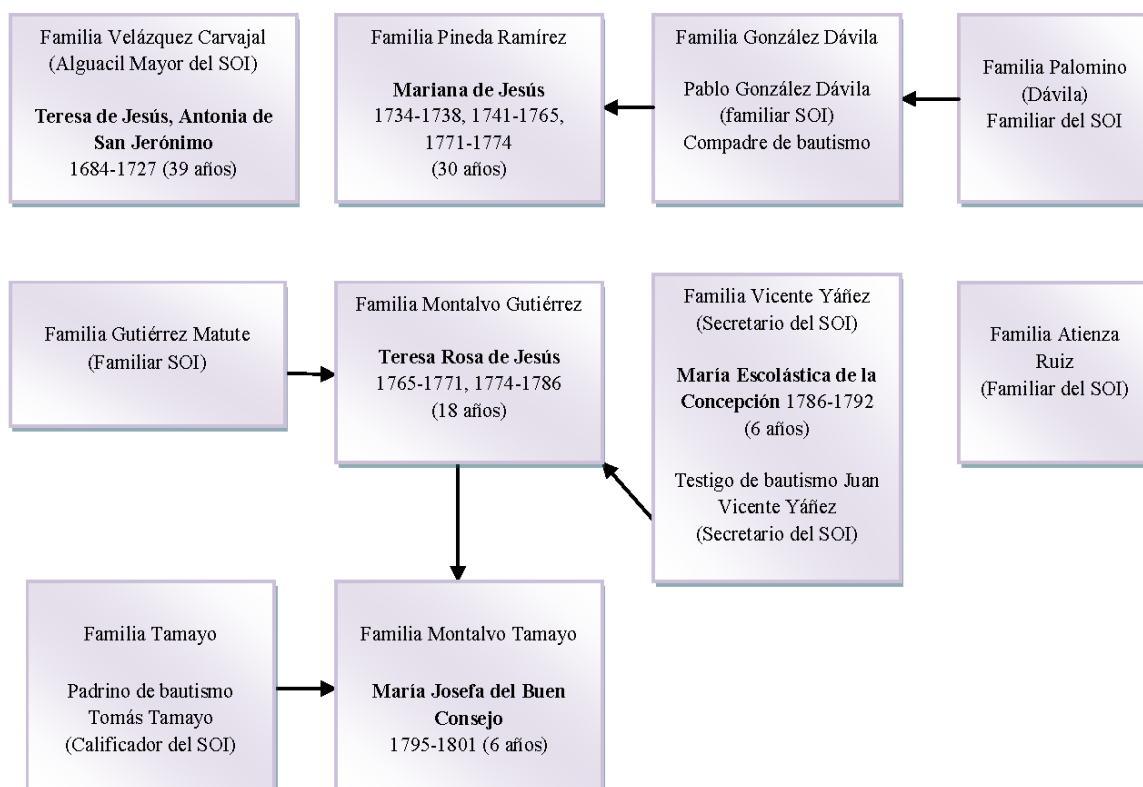 Familia Velázquez Carvajal
(Alguacil Mayor del SOI)
Teresa de Jesús, Antonia de
San Jerónimo
1684-1727 (39 años)
Familia Pineda Ramírez
Mariana de Jesús
1734-1738, 1741-1765,
1771-1774
(30 años)
Familia González Dávila
Pablo González Dávila
(familiar SOI)
Compadre de bautismo
Familia Palomino
(Dávila)
Familiar del SOI
Familia Gutiérrez Matute
(Familiar SOI)
Familia Montalvo Gutiérrez
Teresa Rosa de Jesús
1765-1771, 1774-1786
(18 años)
Familia Vicente Yáñez
(Secretario del SOI)
María Escolástica de la
Concepción 1786-1792
(6 años)
Testigo de bautismo Juan
Vicente Yáñez
(Secretario del SOI)
Familia Atienza
Ruiz
(Familiar del SOI)
Familia Tamayo
Padrino de bautismo
Tomás Tamayo
(Calificador del SOI)
Familia Montalvo Tamayo
María Josefa del Buen
Consejo
1795-1801 (6 años)